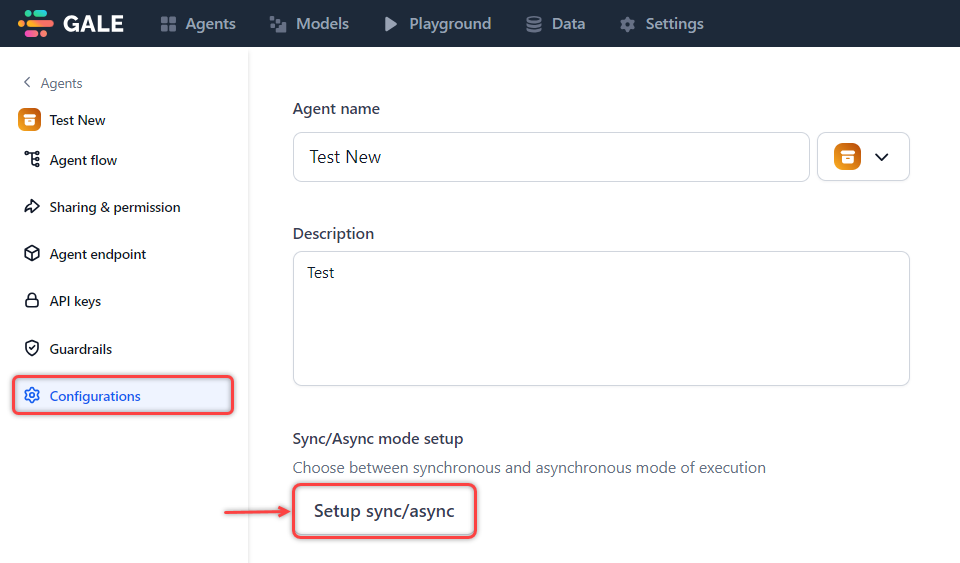 GALE Agents Models Playground Data Settings
Agents
Test New
Agent flow
Sharing & permission
Agent endpoint
API keys
Guardrails
Configurations
Agent name
Test New
Description
Test
Sync/Async mode setup
Choose between synchronous and asynchronous mode of execution
Setup sync/async